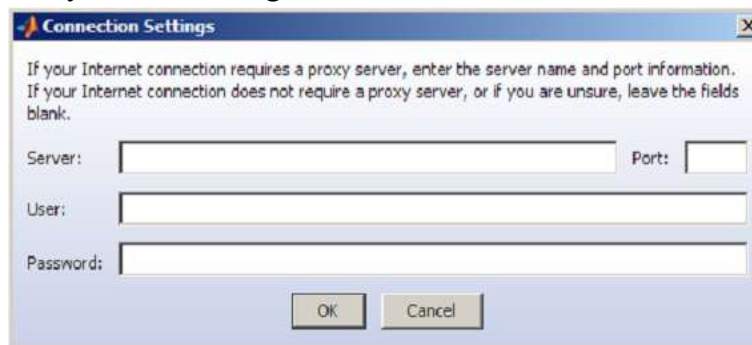 Connection Settings
If your Internet connection requires a proxy server, enter the server name and port information.
If your Internet connection does not require a proxy server, or if you are unsure, leave the fields
blank.
Server: Port:
User:
Password:
OK Cancel